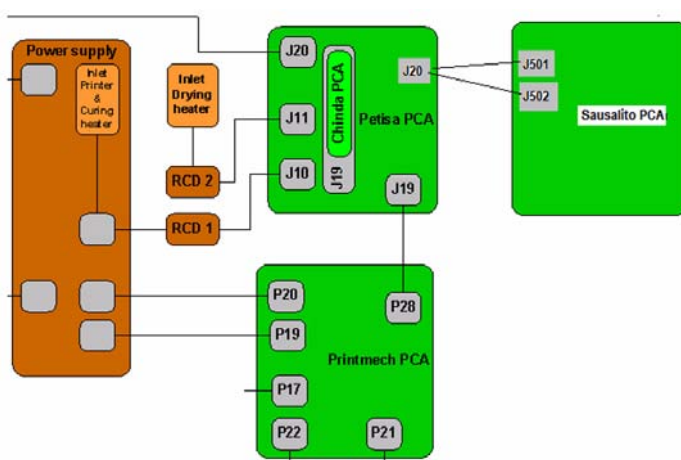 Power supply
Inlet
Printer
&
Curing
heater
Inlet
Drying
heater
RCD 2
RCD 1
J20
J11
J10
Chinda PCA
J19
Petisa PCA
J20
J19
J501
J502
Sausalito PCA
P20
P19
P28
Printmech PCA
P17
P22
P21